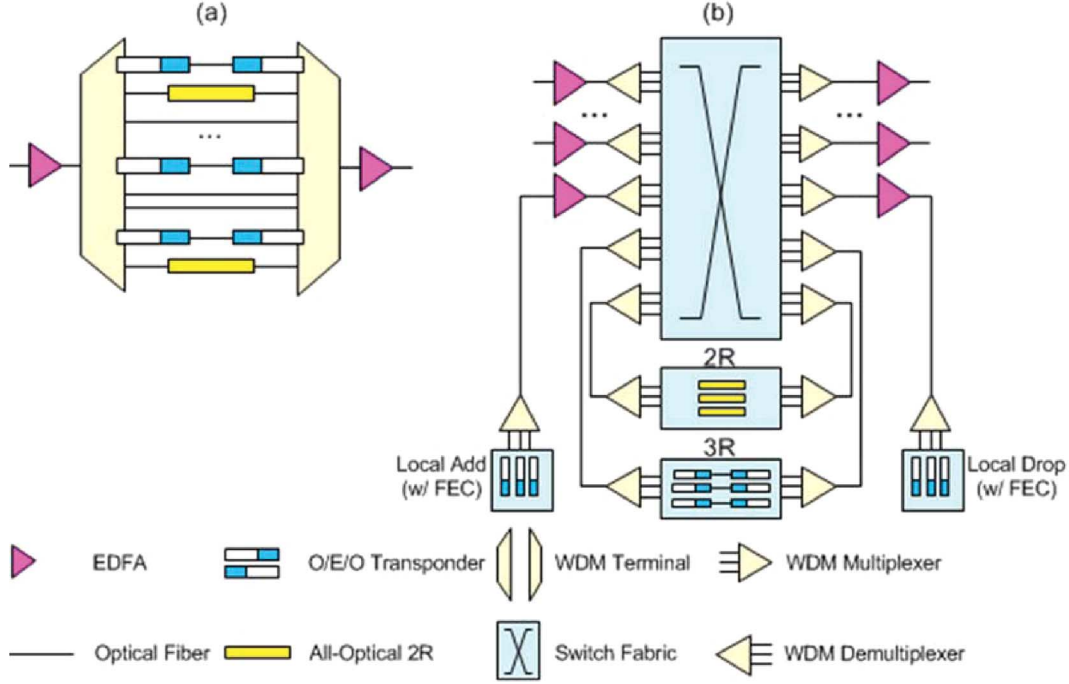 (a)
(b)
...
...
...
2R
3R
Local Add
(w/ FEC)
Local Drop
(w/ FEC)
EDFA
O/E/O Transponder
WDM Terminal
WDM Multiplexer
Optical Fiber
All-Optical 2R
Switch Fabric
WDM Demultiplexer